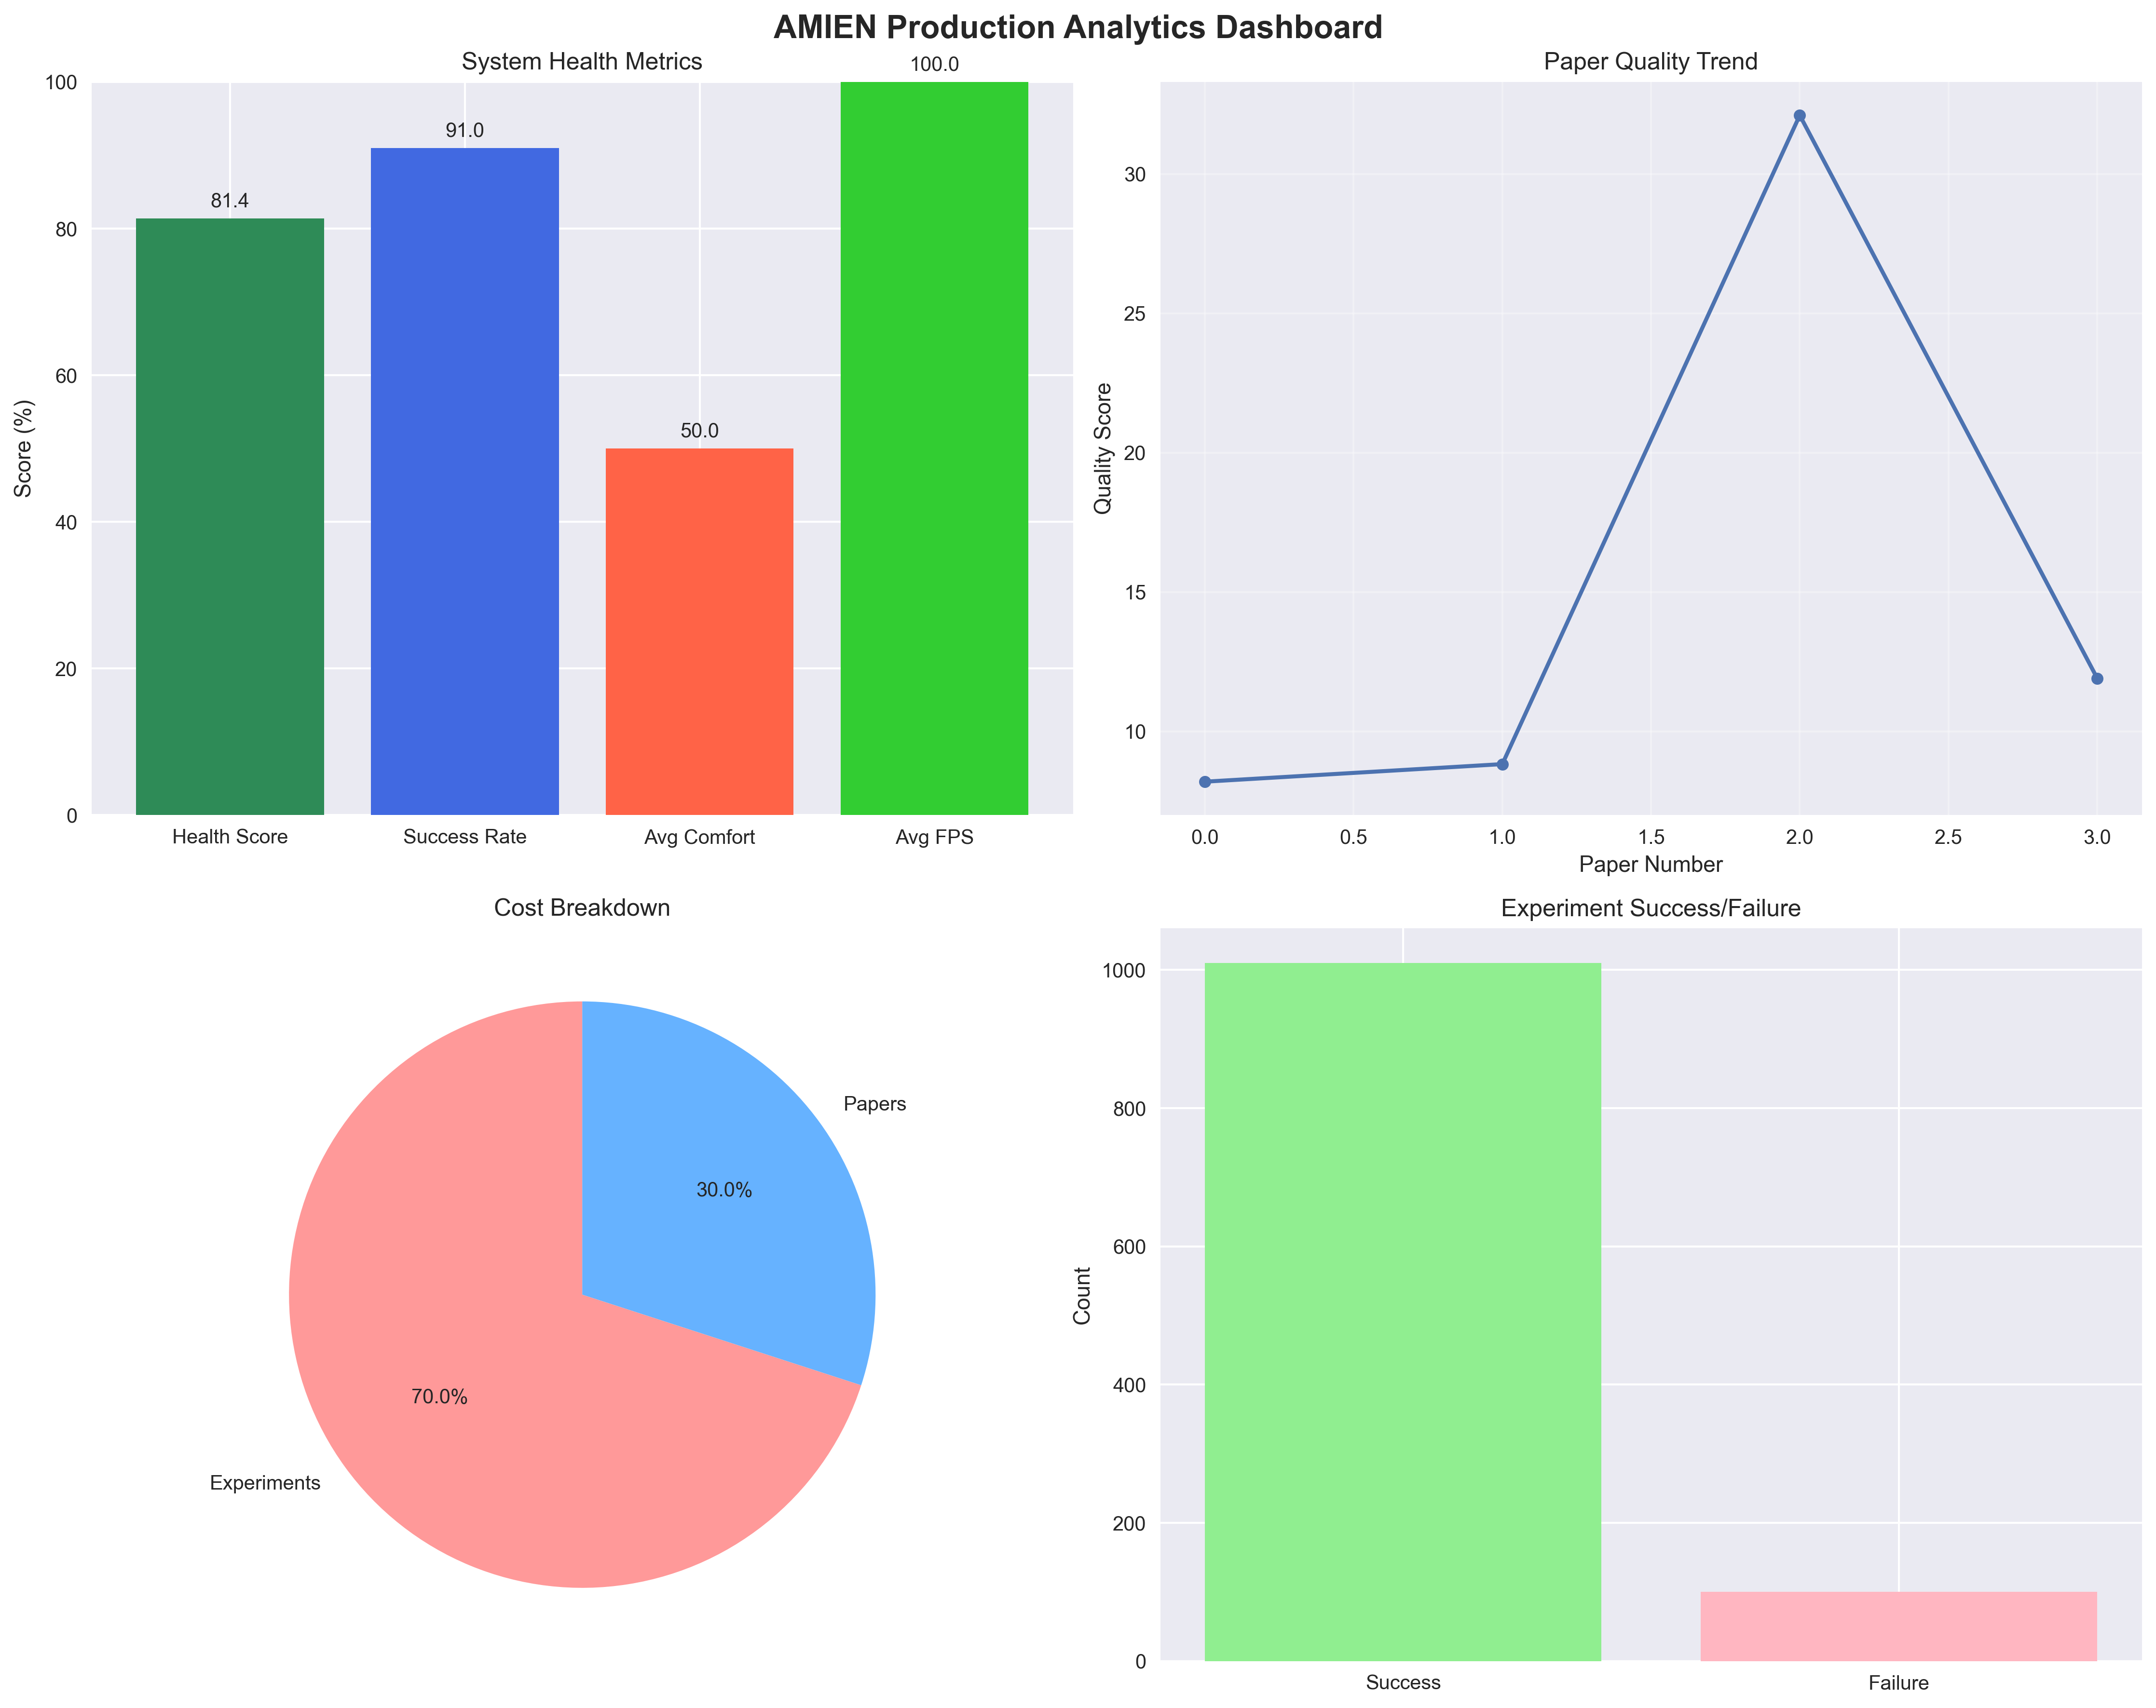 AMIEN Production Analytics Dashboard
System Health Metrics
Score (%)
100
80
60
40
20
0
81.4
91.0
50.0
100.0
Health Score
Success Rate
Avg Comfort
Avg FPS
Paper Quality Trend
Quality Score
30
25
20
15
10
0.0
0.5
1.0
1.5
2.0
2.5
3.0
Paper Number
Cost Breakdown
Papers
30.0%
70.0%
Experiments
Experiment Success/Failure
Count
1000
800
600
400
200
0
Success
Failure